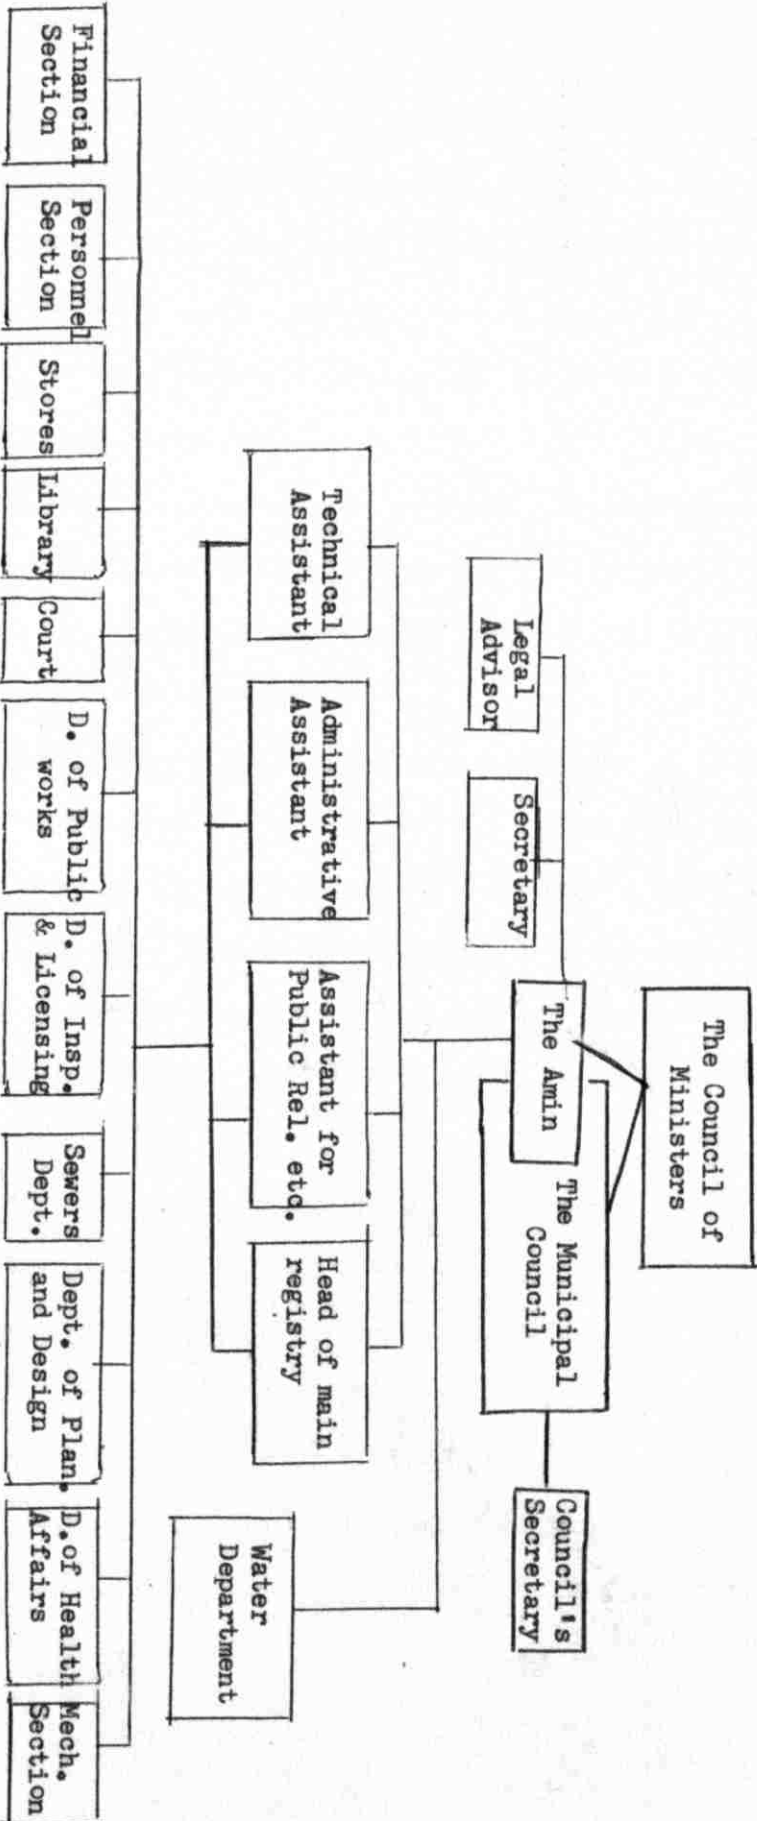 The Council of
Ministers
The Amin
The Municipal
Council
Council's
Secretary
Legal
Advisor
Secretary
Technical
Assistant
Administrative
Assistant
Assistant for
Public Rel. etc.
Head of main
registry
Water
Department
Financial
Section
Personnel
Section
Stores
Library
Court
D. of Public
works
D. of Insp.
& Licensing
Sewers
Dept.
Dept. of Plan.
and Design
D.of Health
Affairs
Mech.
Section